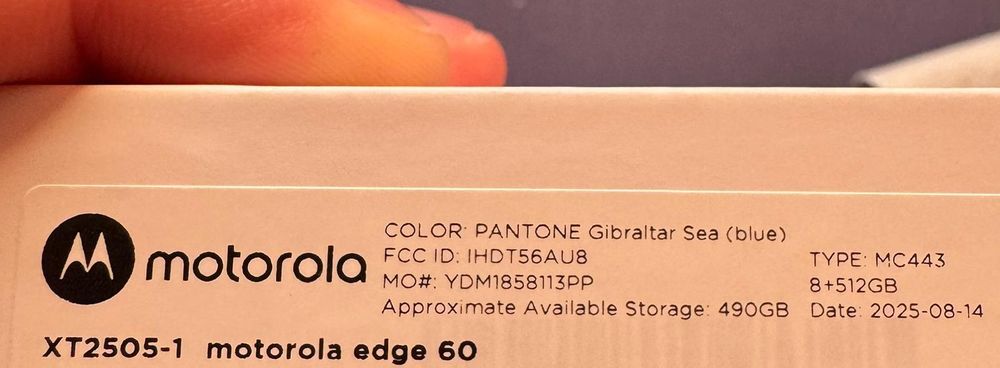 motorola
COLOR: PANTONE Gibraltar Sea (blue)
FCC ID: IHDT56AU8
MO#: YDM1858113PP
Approximate Available Storage: 490GB
TYPE: MC443
8+512GB
Date: 2025-08-14
XT2505-1 motorola edge 60